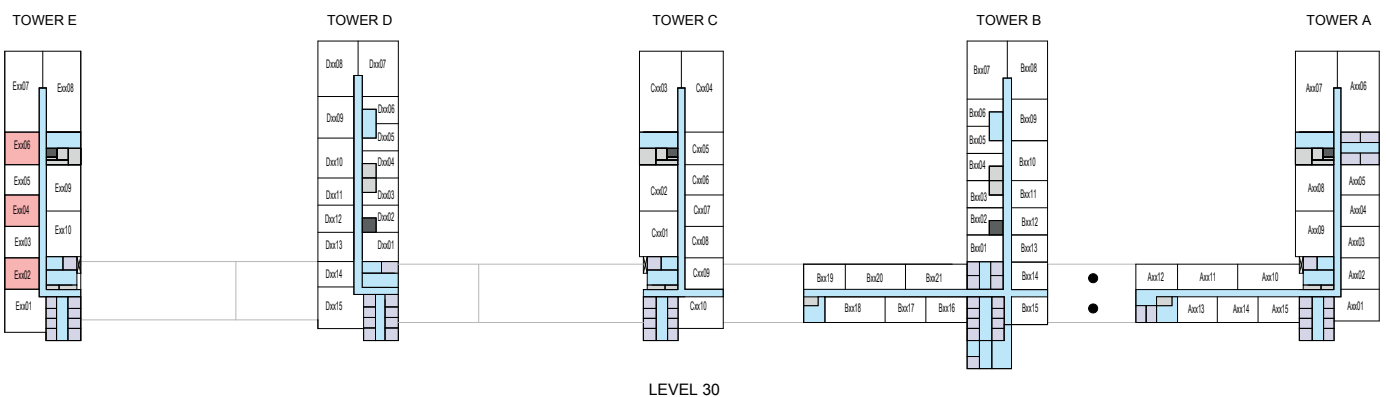 TOWER E
TOWER D
TOWER C
TOWER B
TOWER A
Exx07
Exx08
Exx06
Exx05
Exx09
Exx04
Exx03
Exx10
Exx02
Exx01
Dxx08
Dxx07
Dxx09
Dxx06
Dxx05
Dxx10
Dxx04
Dxx11
Dxx03
Dxx12
Dxx02
Dxx13
Dxx01
Dxx14
Dxx15
Cxx03
Cxx04
Cxx05
Cxx02
Cxx06
Cxx07
Cxx01
Cxx08
Cxx09
Cxx10
Bxx07
Bxx08
Bxx06
Bxx09
Bxx05
Bxx04
Bxx10
Bxx03
Bxx11
Bxx02
Bxx12
Bxx01
Bxx13
Bxx19
Bxx20
Bxx21
Bxx14
Bxx18
Bxx17
Bxx16
Bxx15
Axx07
Axx06
Axx08
Axx05
Axx04
Axx09
Axx03
Axx12
Axx11
Axx10
Axx02
Axx13
Axx14
Axx15
Axx01
LEVEL 30